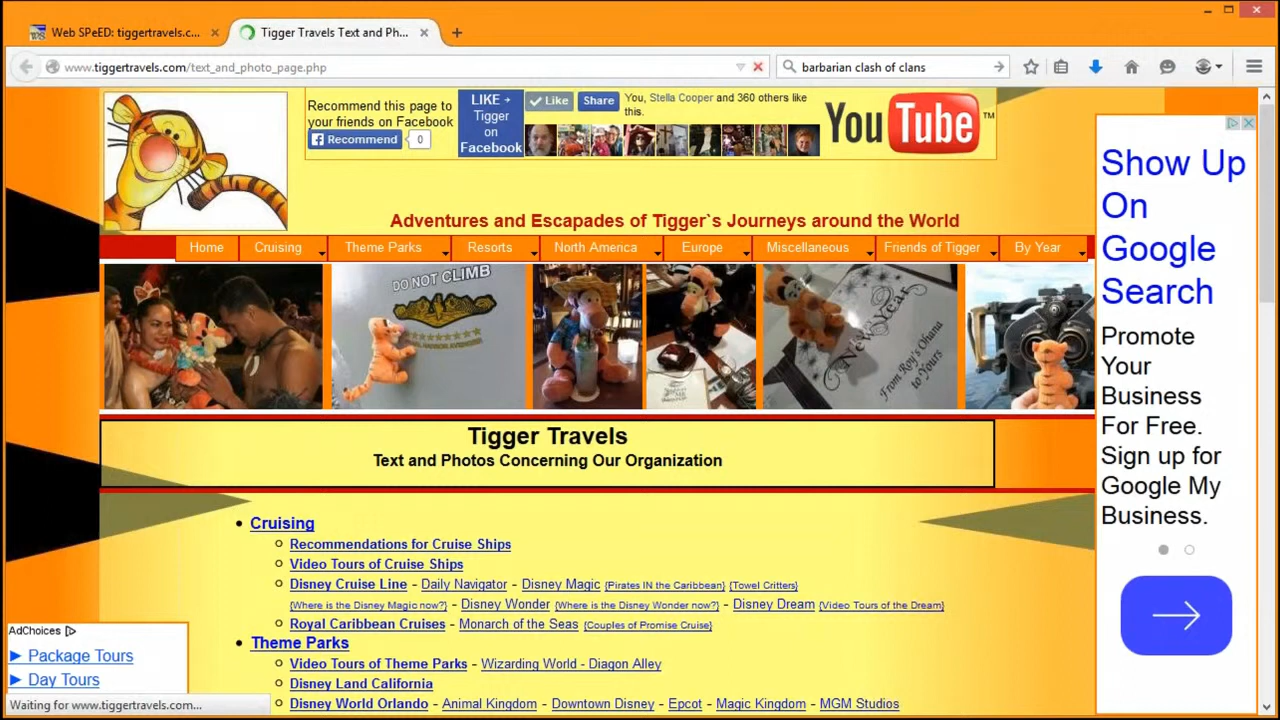 Web SPeED: tiggertravels.c...
Tigger Travels Text and Ph...
www.tiggertravels.com/text_and_photo_page.php
barbarian clash of clans
Recommend this page to
your friends on Facebook
Recommend 0
LIKE
Tigger
on
Facebook
Like Share
You, Stella Cooper and 360 others like
this.
You Tube TM
Adventures and Escapades of Tigger`s Journeys around the World
Home Cruising Theme Parks Resorts North America Europe Miscellaneous Friends of Tigger By Year
DO NOT CLIMB
New Year
From Roy's Ohana
to Yours
Tigger Travels
Text and Photos Concerning Our Organization
Cruising
Recommendations for Cruise Ships
Video Tours of Cruise Ships
Disney Cruise Line - Daily Navigator - Disney Magic {Pirates IN the Caribbean} {Towel Critters}
{Where is the Disney Magic now?} - Disney Wonder {Where is the Disney Wonder now?} - Disney Dream {Video Tours of the Dream}
Royal Caribbean Cruises - Monarch of the Seas {Couples of Promise Cruise}
Theme Parks
Video Tours of Theme Parks - Wizarding World - Diagon Alley
Disney Land California
Disney World Orlando - Animal Kingdom - Downtown Disney - Epcot - Magic Kingdom - MGM Studios
Show Up
On
Google
Search
Promote
Your
Business
For Free.
Sign up for
Google My
Business.
AdChoices
► Package Tours
► Day Tours
Waiting for www.tiggertravels.com...